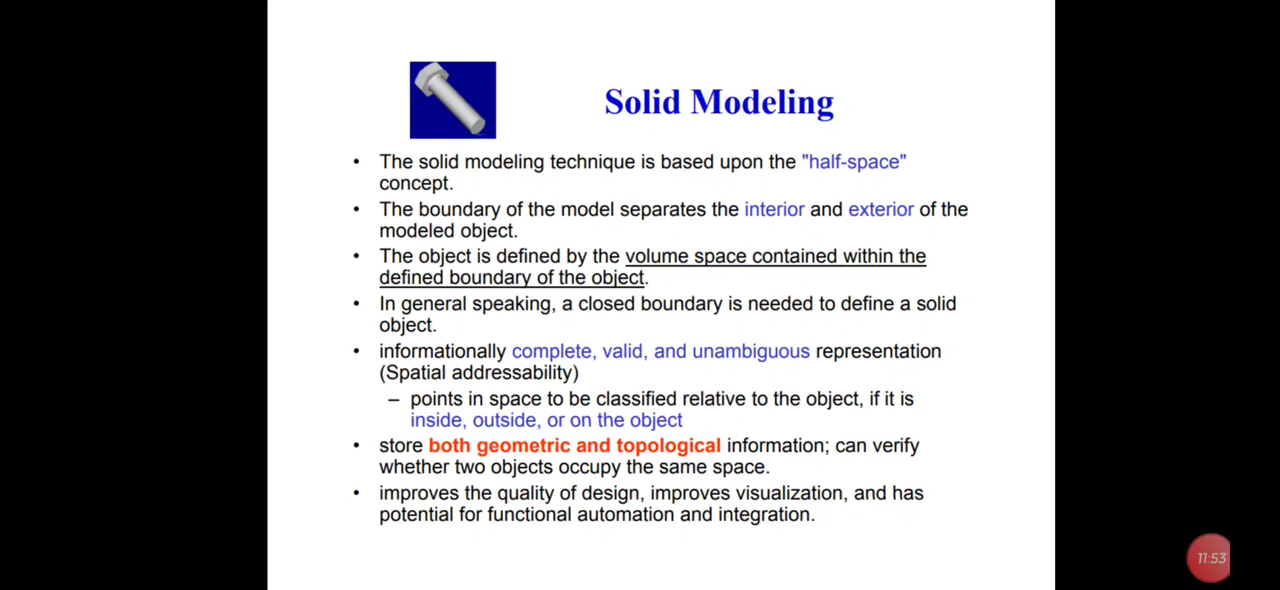 Solid Modeling
• The solid modeling technique is based upon the "half-space"
concept.
• The boundary of the model separates the interior and exterior of the
modeled object.
• The object is defined by the volume space contained within the
defined boundary of the object.
• In general speaking, a closed boundary is needed to define a solid
object.
• informationally complete, valid, and unambiguous representation
(Spatial addressability)
– points in space to be classified relative to the object, if it is
inside, outside, or on the object
• store both geometric and topological information; can verify
whether two objects occupy the same space.
• improves the quality of design, improves visualization, and has
potential for functional automation and integration.
11:53